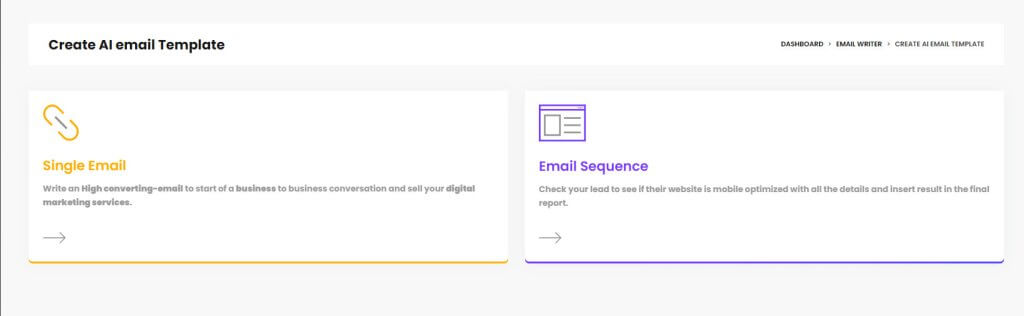 Create AI email Template
DASHBOARD > EMAIL WRITER > CREATE AI EMAIL TEMPLATE
Single Email
Write an High converting-email to start of a business to business conversation and sell your digital
marketing services.
Email Sequence
Check your lead to see if their website is mobile optimized with all the details and insert result in the final
report.